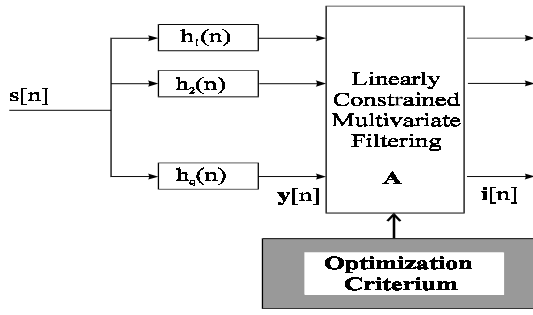 h1(n)
h2(n)
s[n]
Linearly
Constrained
Multivariate
Filtering
hq(n)
A
y[n]
i[n]
Optimization
Criterium